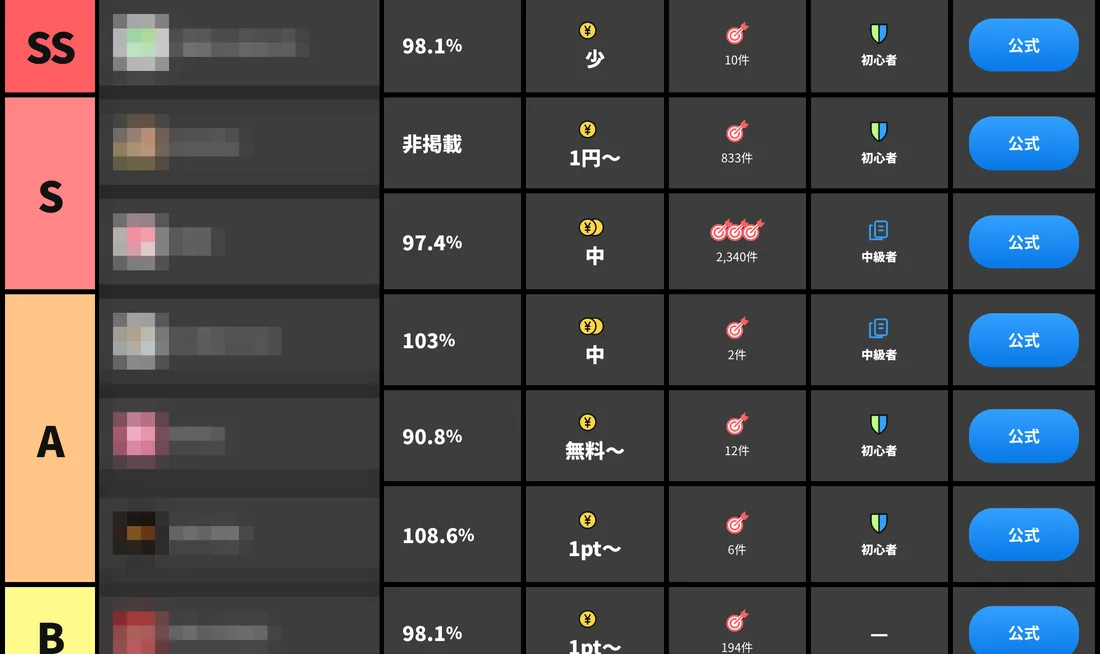 SS
98.1%
少
10件
初心者
公式
S
非掲載
1円〜
833件
初心者
公式
97.4%
中
2,340件
中級者
公式
A
103%
中
2件
中級者
公式
90.8%
無料〜
12件
初心者
公式
108.6%
1pt〜
6件
初心者
公式
B
98.1%
1pt〜
194件
—
公式